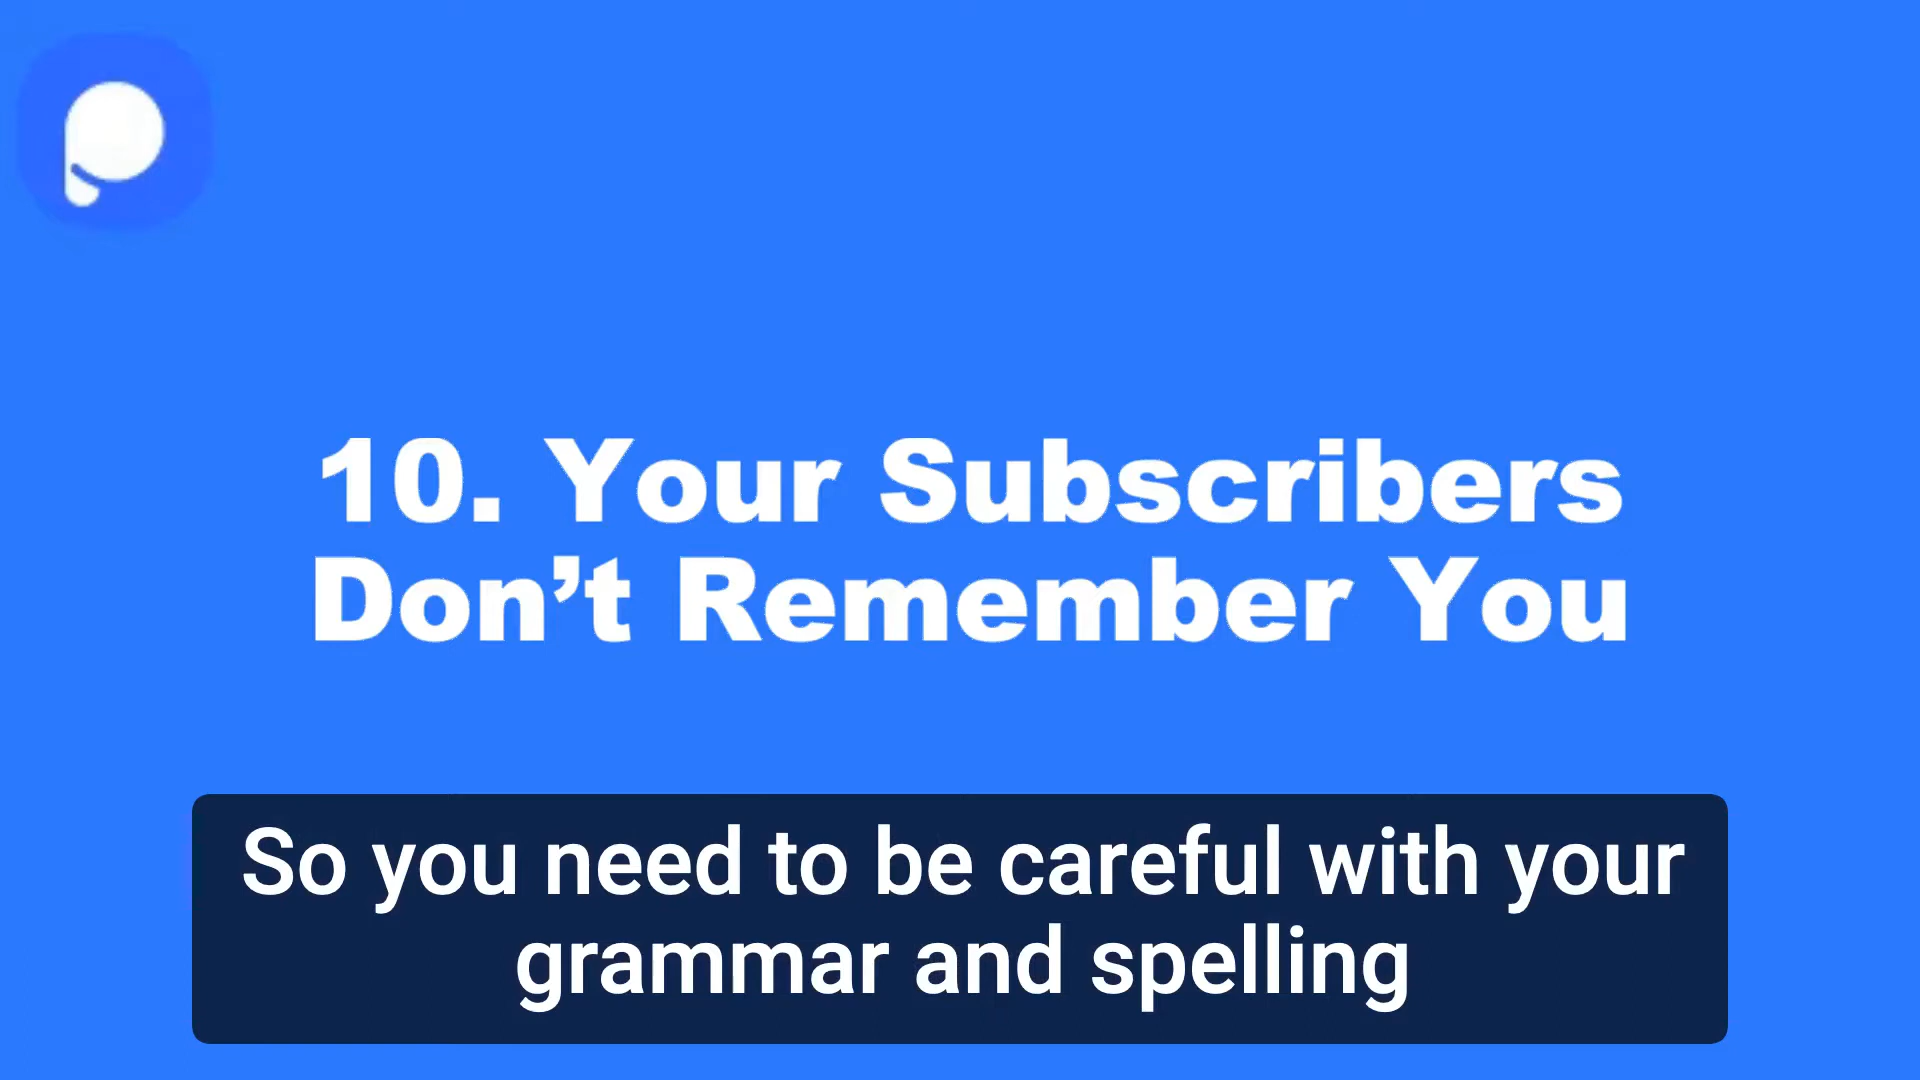 10. Your Subscribers
Don’t Remember You
So you need to be careful with your
grammar and spelling